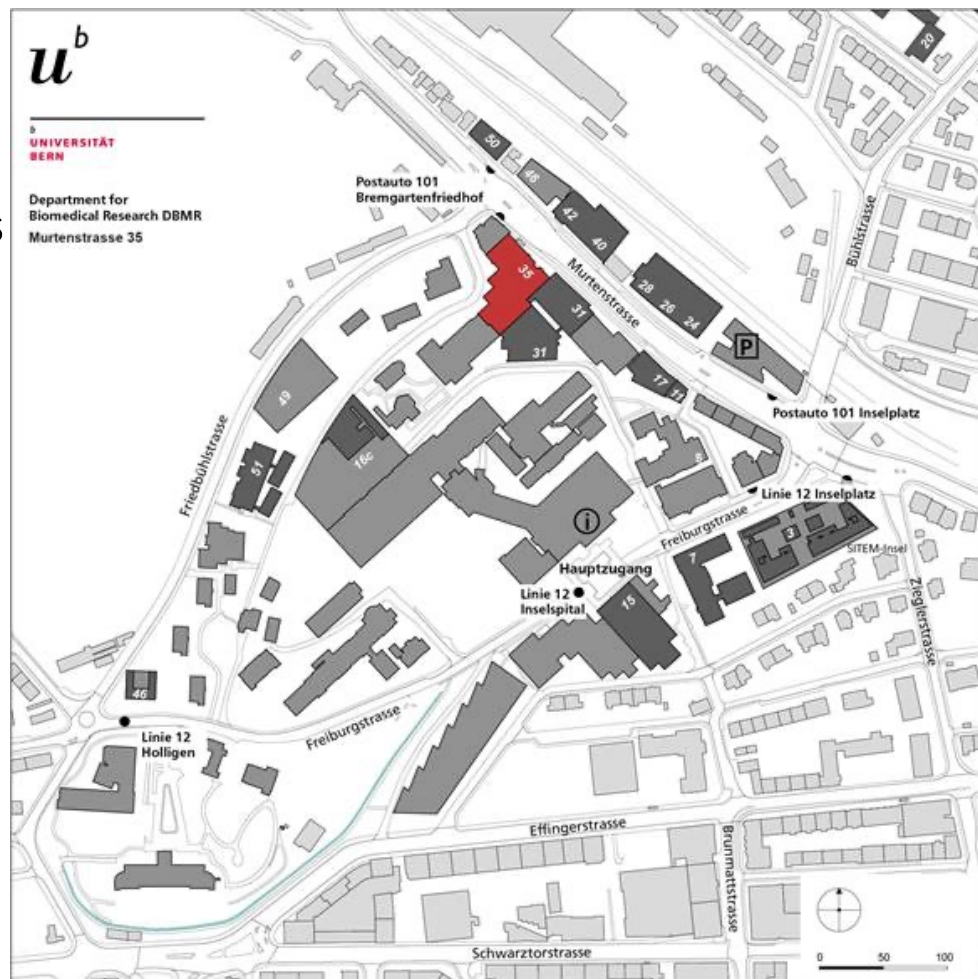 u b
b
UNIVERSITÄT
BERN
Department for
Biomedical Research DBMR
Murtenstrasse 35
20
50
Postauto 101
Bremgartenfriedhof
46
42
40
Bühlstrasse
35
Murtenstrasse
28
26
24
31
P
31
17
11
49
Postauto 101 Inselplatz
Friedbühlstrasse
16c
8
51
Linie 12 Inselplatz
i
Freiburgstrasse
3
SITEM-Insel
7
Hauptzugang
Linie 12
Inselspital
15
Zieglerstrasse
46
Linie 12
Holligen
Freiburgstrasse
Effingerstrasse
Brunmattstrasse
Schwarztorstrasse
0 50 100